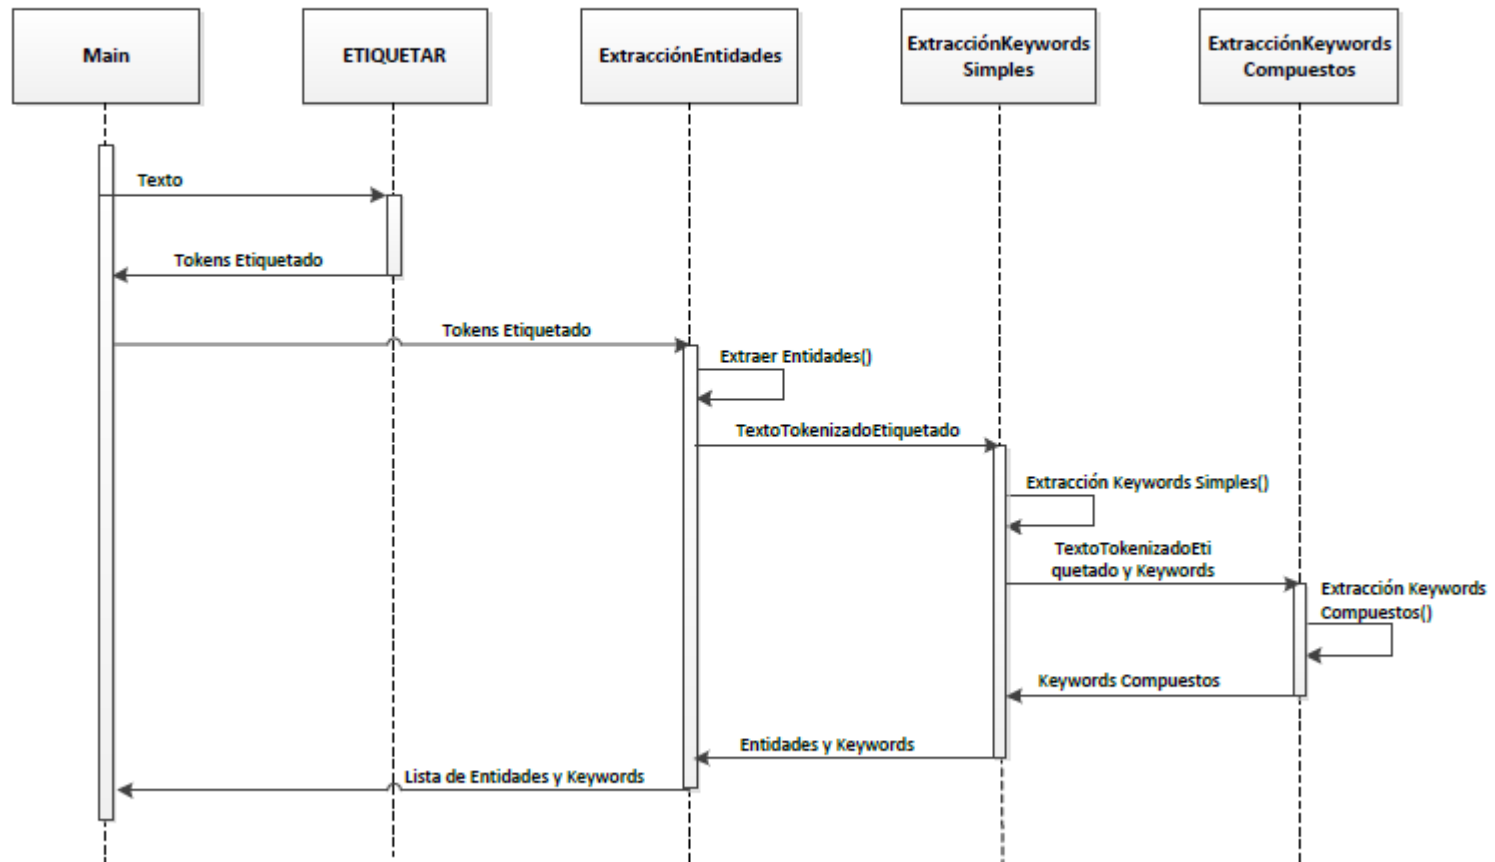 Main
ETIQUETAR
ExtracciónEntidades
ExtracciónKeywords
Simples
ExtracciónKeywords
Compuestos
Texto
Tokens Etiquetado
Tokens Etiquetado
Extraer Entidades()
TextoTokenizadoEtiquetado
Extracción Keywords Simples()
TextoTokenizadoEti
quetado y Keywords
Extracción Keywords
Compuestos()
Keywords Compuestos
Entidades y Keywords
Lista de Entidades y Keywords